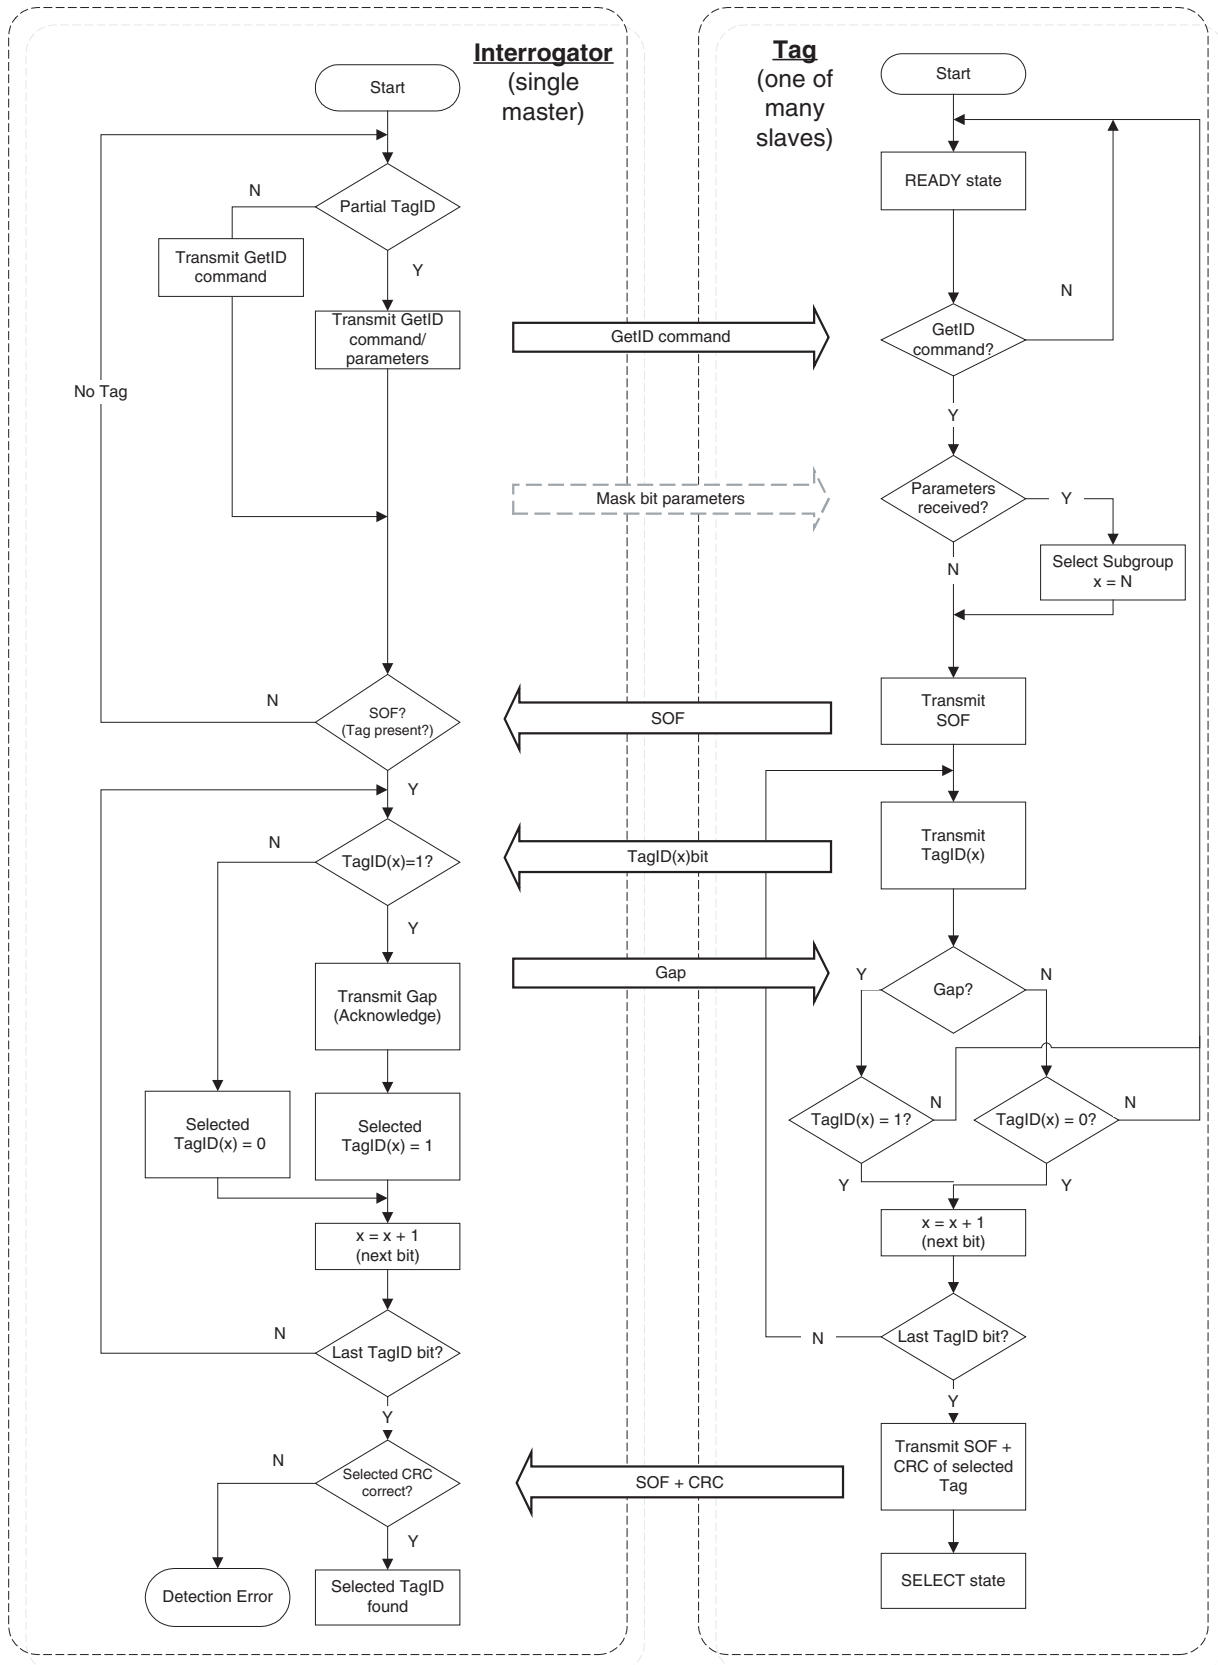 Interrogator
(single
master)
Start
Partial TagID
N
Y
Transmit GetID
command
Transmit GetID
command/
parameters
No Tag
SOF?
(Tag present?)
N
Y
TagID(x)=1?
N
Y
Transmit Gap
(Acknowledge)
Selected
TagID(x) = 0
Selected
TagID(x) = 1
x = x + 1
(next bit)
Last TagID bit?
N
Y
Selected CRC
correct?
N
Y
Detection Error
Selected TagID
found
GetID command
Mask bit parameters
SOF
TagID(x)bit
Gap
SOF + CRC
Tag
(one of
many
slaves)
Start
READY state
GetID
command?
N
Y
Parameters
received?
Y
N
Select Subgroup
x = N
Transmit
SOF
Transmit
TagID(x)
Gap?
Y
N
TagID(x) = 1?
N
TagID(x) = 0?
N
Y
Y
x = x + 1
(next bit)
Last TagID bit?
N
Y
Transmit SOF +
CRC of selected
Tag
SELECT state